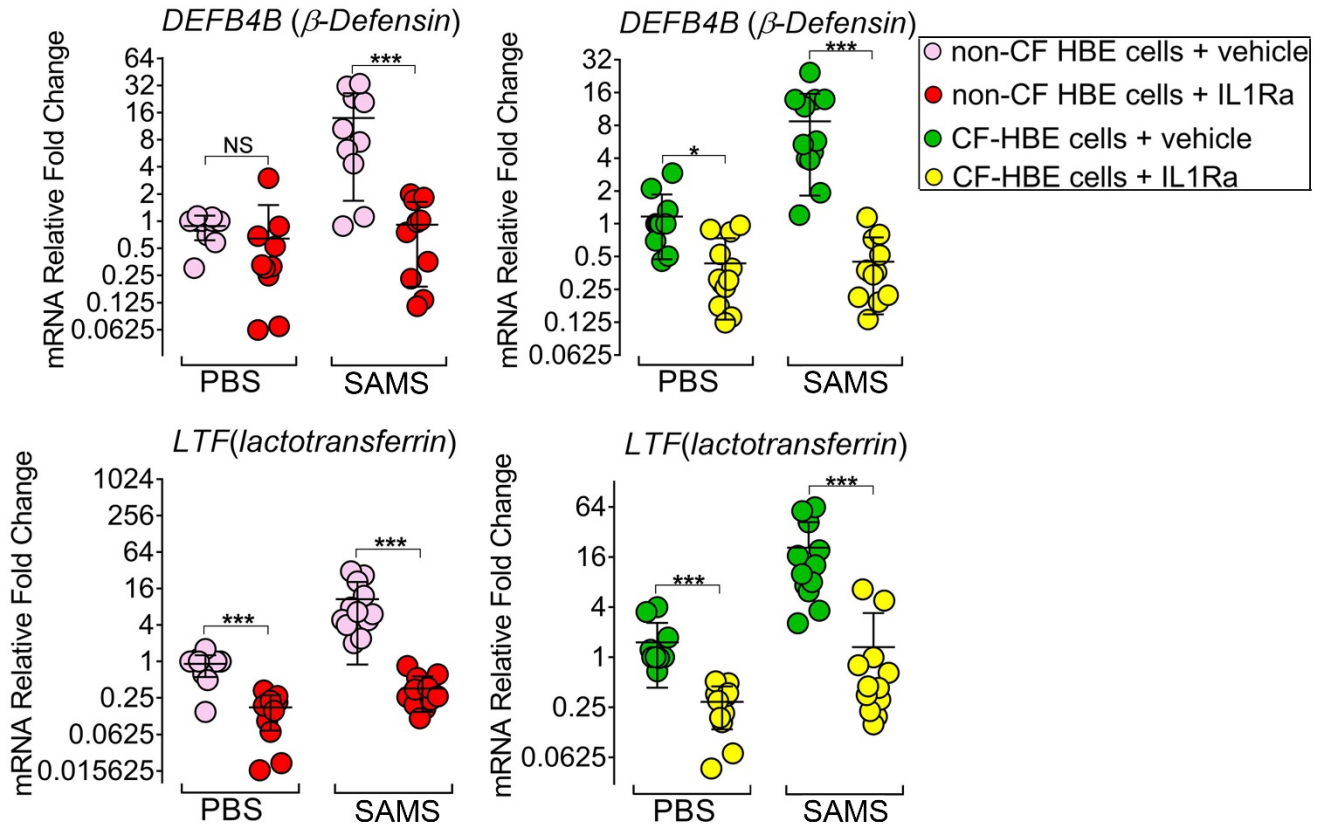 DEFB4B (β-Defensin)
mRNA Relative Fold Change
64
32
16
8
4
2
1
0.5
0.25
0.125
0.0625
NS
***
PBS
SAMS
DEFB4B (β-Defensin)
mRNA Relative Fold Change
32
16
8
4
2
1
0.5
0.25
0.125
0.0625
*
***
PBS
SAMS
non-CF HBE cells + vehicle
non-CF HBE cells + IL1Ra
CF-HBE cells + vehicle
CF-HBE cells + IL1Ra
LTF(lactotransferrin)
mRNA Relative Fold Change
1024
256
64
16
4
1
0.25
0.0625
0.015625
***
***
PBS
SAMS
LTF(lactotransferrin)
mRNA Relative Fold Change
64
16
4
1
0.25
0.0625
***
***
PBS
SAMS